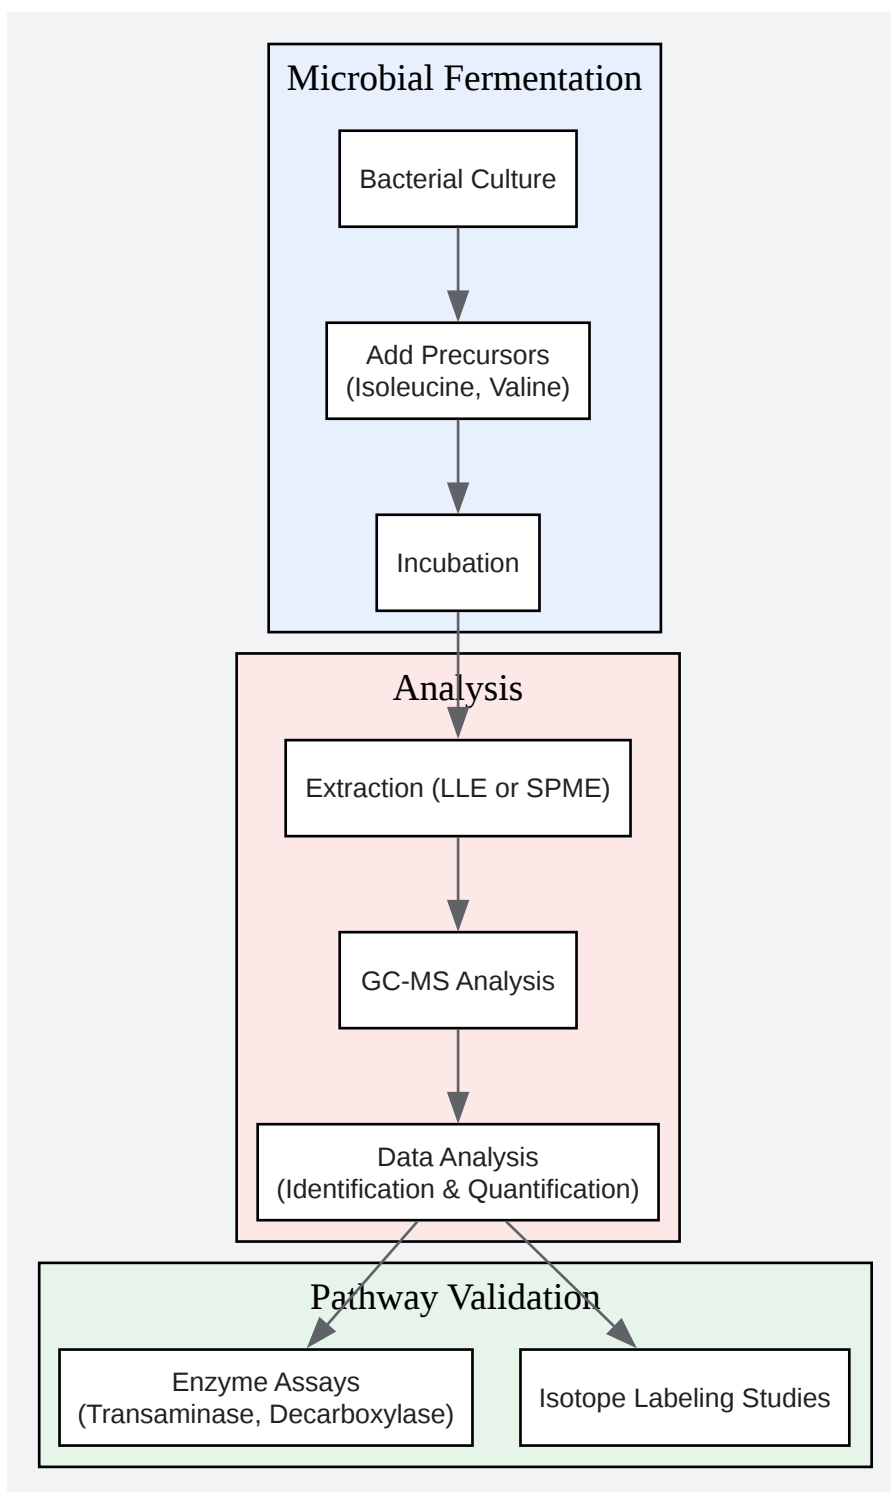 Microbial Fermentation
Bacterial Culture
Add Precursors
(Isoleucine, Valine)
Incubation
Analysis
Extraction (LLE or SPME)
GC-MS Analysis
Data Analysis
(Identification & Quantification)
Pathway Validation
Enzyme Assays
(Transaminase, Decarboxylase)
Isotope Labeling Studies